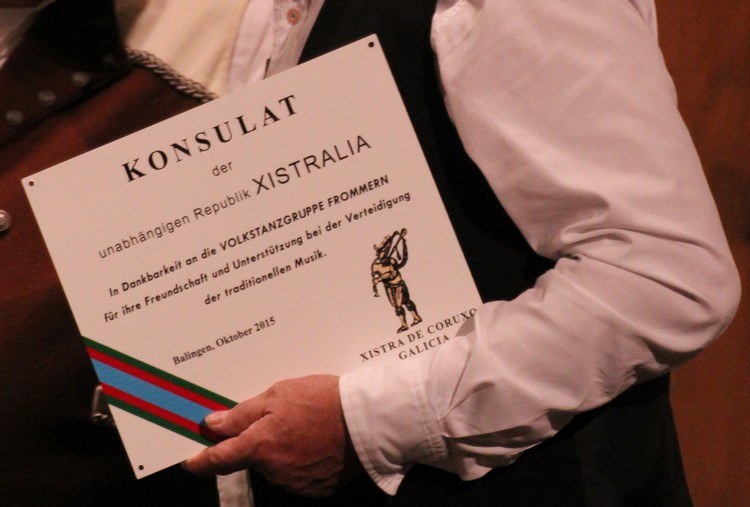 KONSULAT
der
unabhängigen Republik XISTRALIA
In Dankbarkeit an die VOLKSTANZGRUPPE FROMMERN
für ihre Freundschaft und Unterstützung bei der Verteidigung
der traditionellen Musik.
Balingen, Oktober 2015
XISTRA DE CORUXO
GALICIA